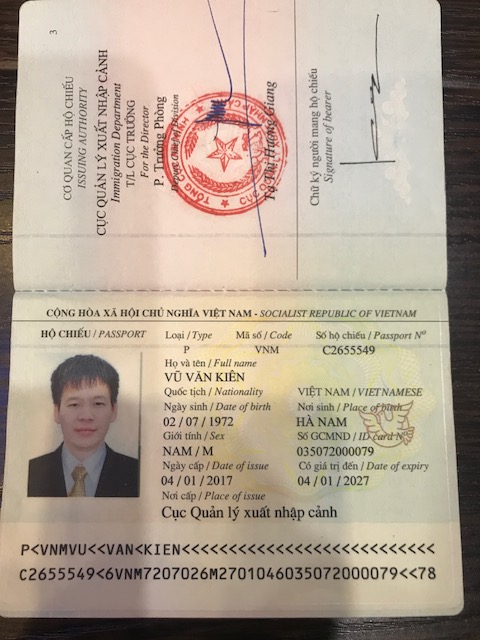 3
CƠ QUAN CẤP HỘ CHIẾU
ISSUING AUTHORITY
CỤC QUẢN LÝ XUẤT NHẬP CẢNH
Immigration Department
T/L CỤC TRƯỞNG
For the Director
P. Trưởng Phòng
Tạ Thị Hương Giang
Chữ ký người mang hộ chiếu
Signature of bearer
CỘNG HÒA XÃ HỘI CHỦ NGHĨA VIỆT NAM - SOCIALIST REPUBLIC OF VIETNAM
HỘ CHIẾU / PASSPORT
Loại / Type Mã số / Code Số hộ chiếu / Passport Nº
P VNM C2655549
Họ và tên / Full name
VŨ VĂN KIÊN
Quốc tịch / Nationality VIỆT NAM / VIETNAMESE
Ngày sinh / Date of birth Nơi sinh / Place of birth
02 / 07 / 1972 HÀ NAM
Giới tính / Sex Số GCMND / ID card Nº
NAM / M 035072000079
Ngày cấp / Date of issue Có giá trị đến / Date of expiry
04 / 01 / 2017 04 / 01 / 2027
Nơi cấp / Place of issue
Cục Quản lý xuất nhập cảnh
P<VNMVU<<VAN<KIEN<<<<<<<<<<<<<<<<<<<<<<<<<<<
C2655549<6VNM7207026M2701046035072000079<<78